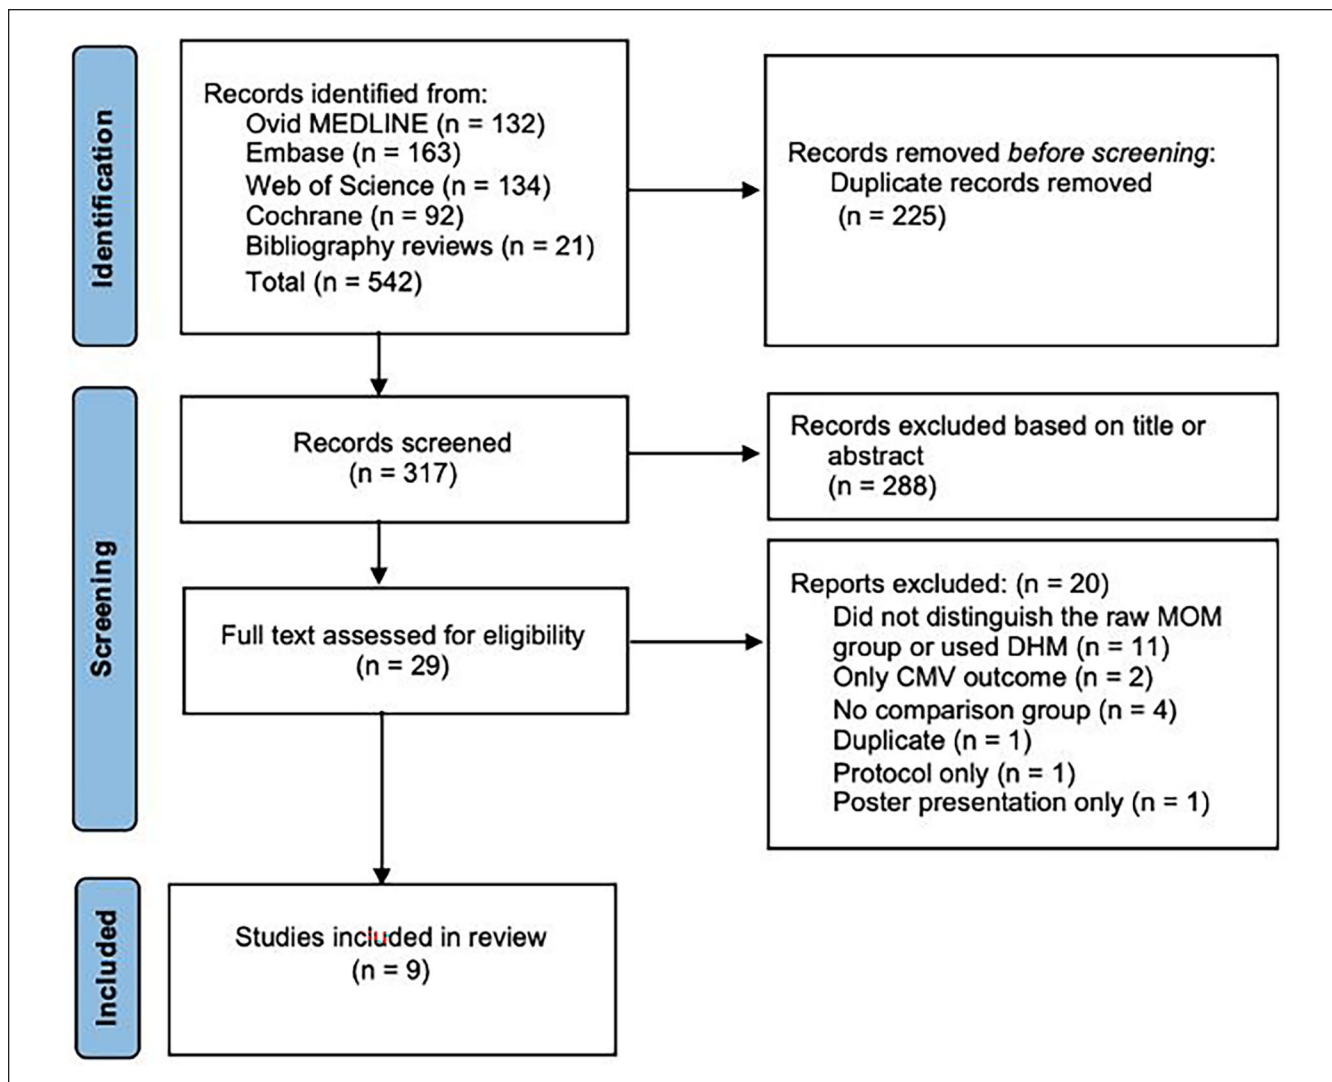 Identification
Records identified from:
Ovid MEDLINE (n = 132)
Embase (n = 163)
Web of Science (n = 134)
Cochrane (n = 92)
Bibliography reviews (n = 21)
Total (n = 542)
Records removed before screening:
Duplicate records removed
(n = 225)
Screening
Records screened
(n = 317)
Records excluded based on title or
abstract
(n = 288)
Full text assessed for eligibility
(n = 29)
Reports excluded: (n = 20)
Did not distinguish the raw MOM
group or used DHM (n = 11)
Only CMV outcome (n = 2)
No comparison group (n = 4)
Duplicate (n = 1)
Protocol only (n = 1)
Poster presentation only (n = 1)
Included
Studies included in review
(n = 9)